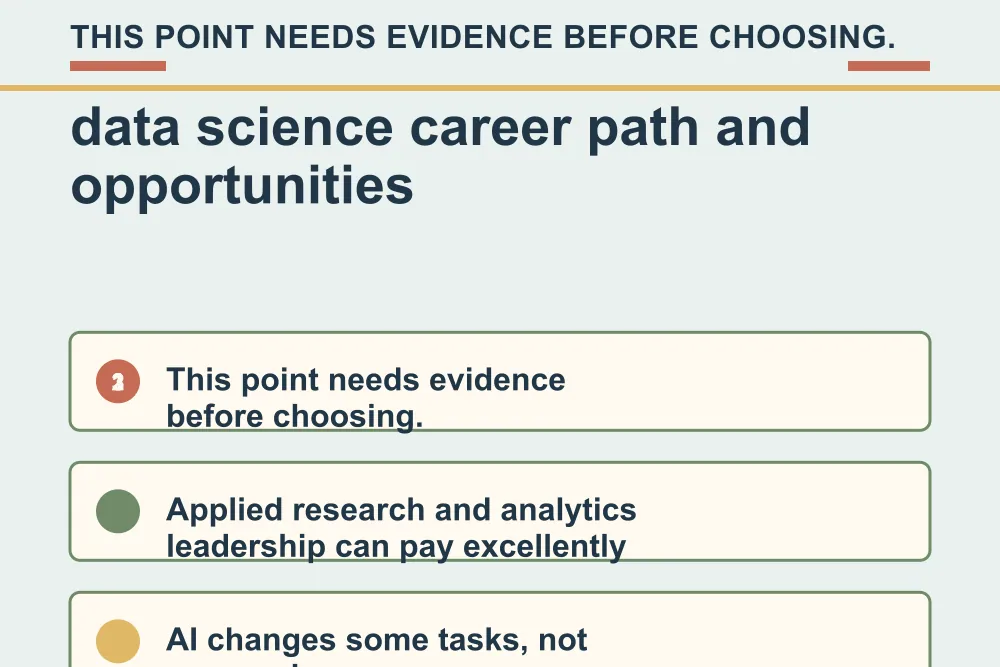 THIS POINT NEEDS EVIDENCE BEFORE CHOOSING.
data science career path and
opportunities
This point needs evidence
before choosing.
Applied research and analytics
leadership can pay excellently
AI changes some tasks, not